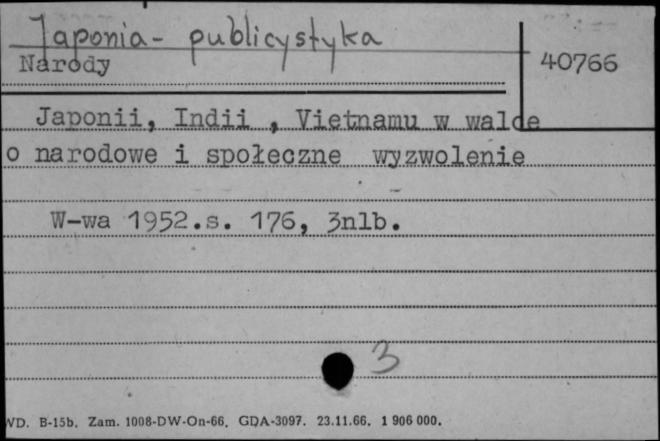 Japonia - publicystyka
Narody
40766
Japonii, Indii , Vietnamu w walce
o narodowe i społeczne wyzwolenie
W-wa 1952.s. 176, 3nlb.
3
WD. B-15b. Zam. 1008-DW-On-66. GDA-3097. 23.11.66. 1 906 000.